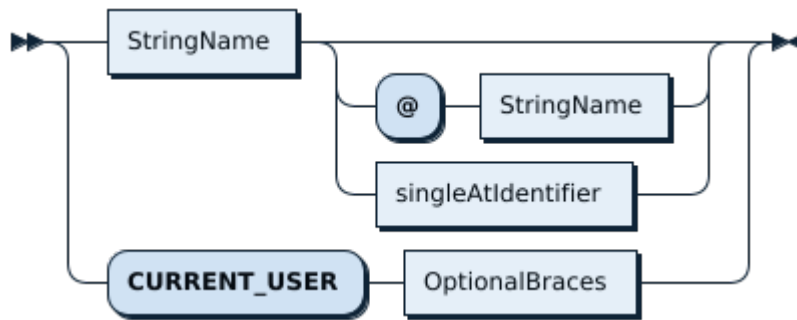 StringName
@ StringName
singleAtIdentifier
CURRENT_USER OptionalBraces